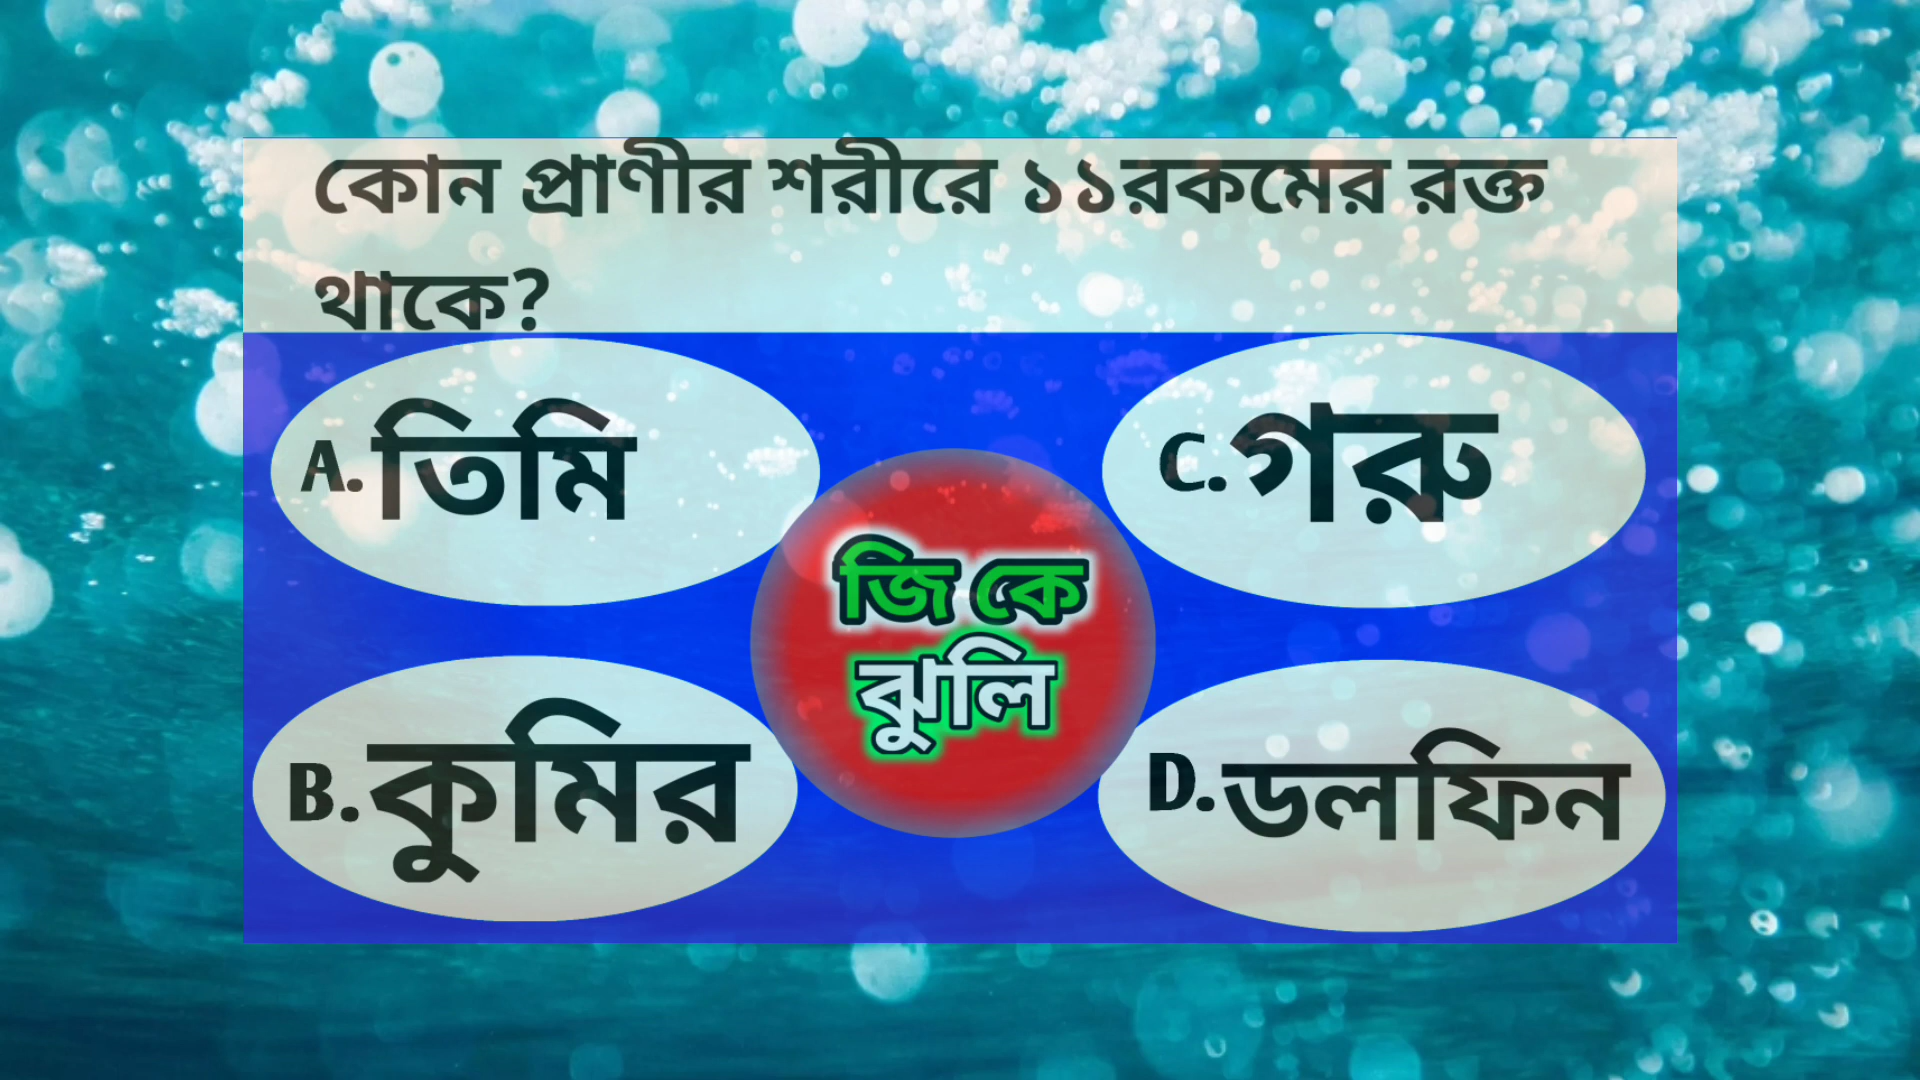 কোন প্রাণীর শরীরে ১১রকমের রক্ত
থাকে?
A.তিমি
C.গরু
জি কে
ঝুলি
B.কুমির
D.ডলফিন